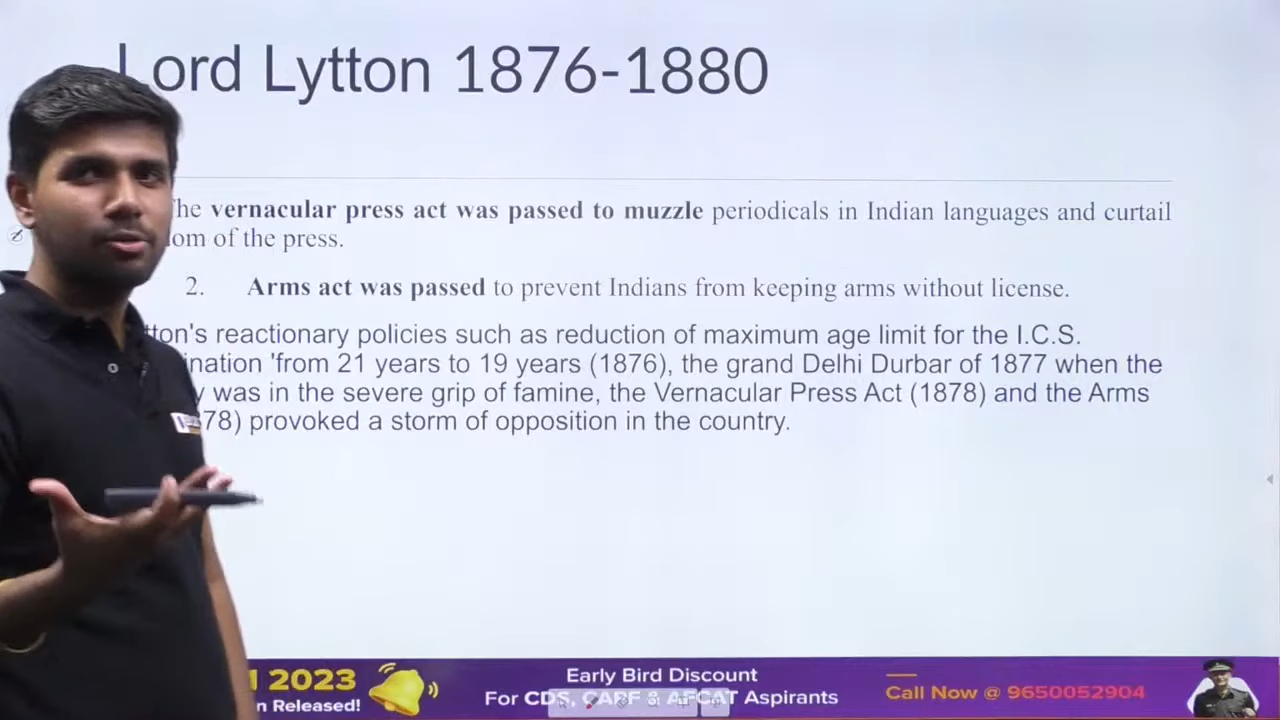 Lord Lytton 1876-1880
The vernacular press act was passed to muzzle periodicals in Indian languages and curtail
dom of the press.
2. Arms act was passed to prevent Indians from keeping arms without license.
tton's reactionary policies such as reduction of maximum age limit for the I.C.S.
nation 'from 21 years to 19 years (1876), the grand Delhi Durbar of 1877 when the
y was in the severe grip of famine, the Vernacular Press Act (1878) and the Arms
78) provoked a storm of opposition in the country.
2023
n Released!
Early Bird Discount
For CDS, CAPF & AFCAT Aspirants
Call Now @ 9650052904